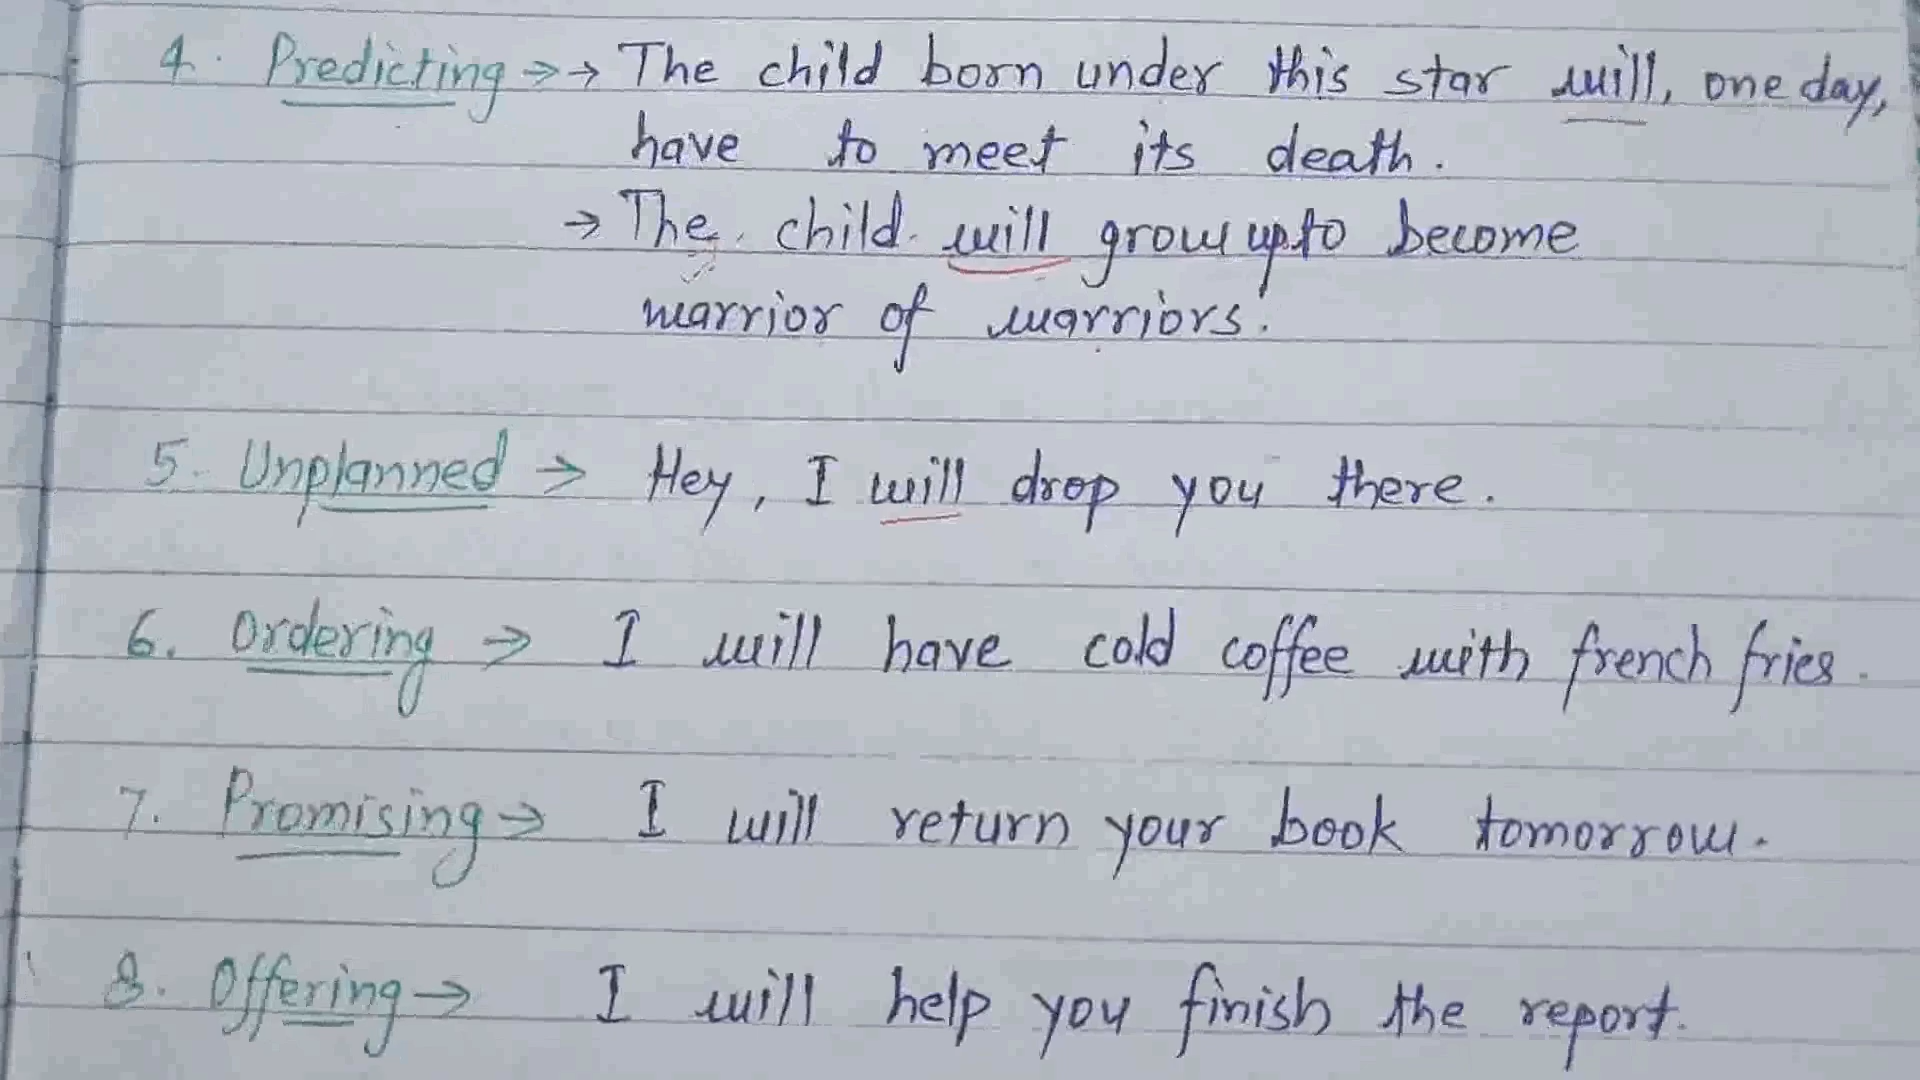 4. Predicting →→ The child born under this star will, one day,
have to meet its death.
→ The child will grow up to become
warrior of warriors.
5. Unplanned → Hey, I will drop you there.
6. Ordering → I will have cold coffee with french fries.
7. Promising → I will return your book tomorrow.
8. Offering → I will help you finish the report.